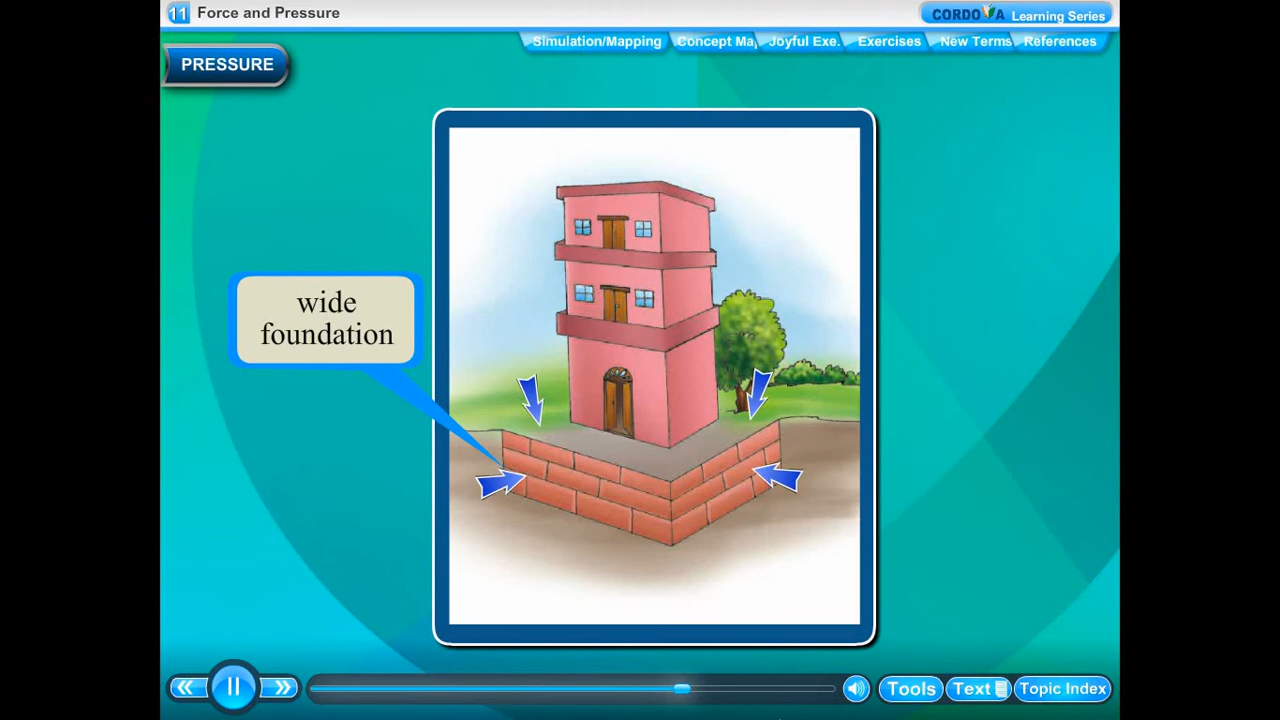 11 Force and Pressure
CORDOVA Learning Series
Simulation/Mapping Concept Ma Joyful Exe. Exercises New Terms References
PRESSURE
wide
foundation
Tools Text Topic Index